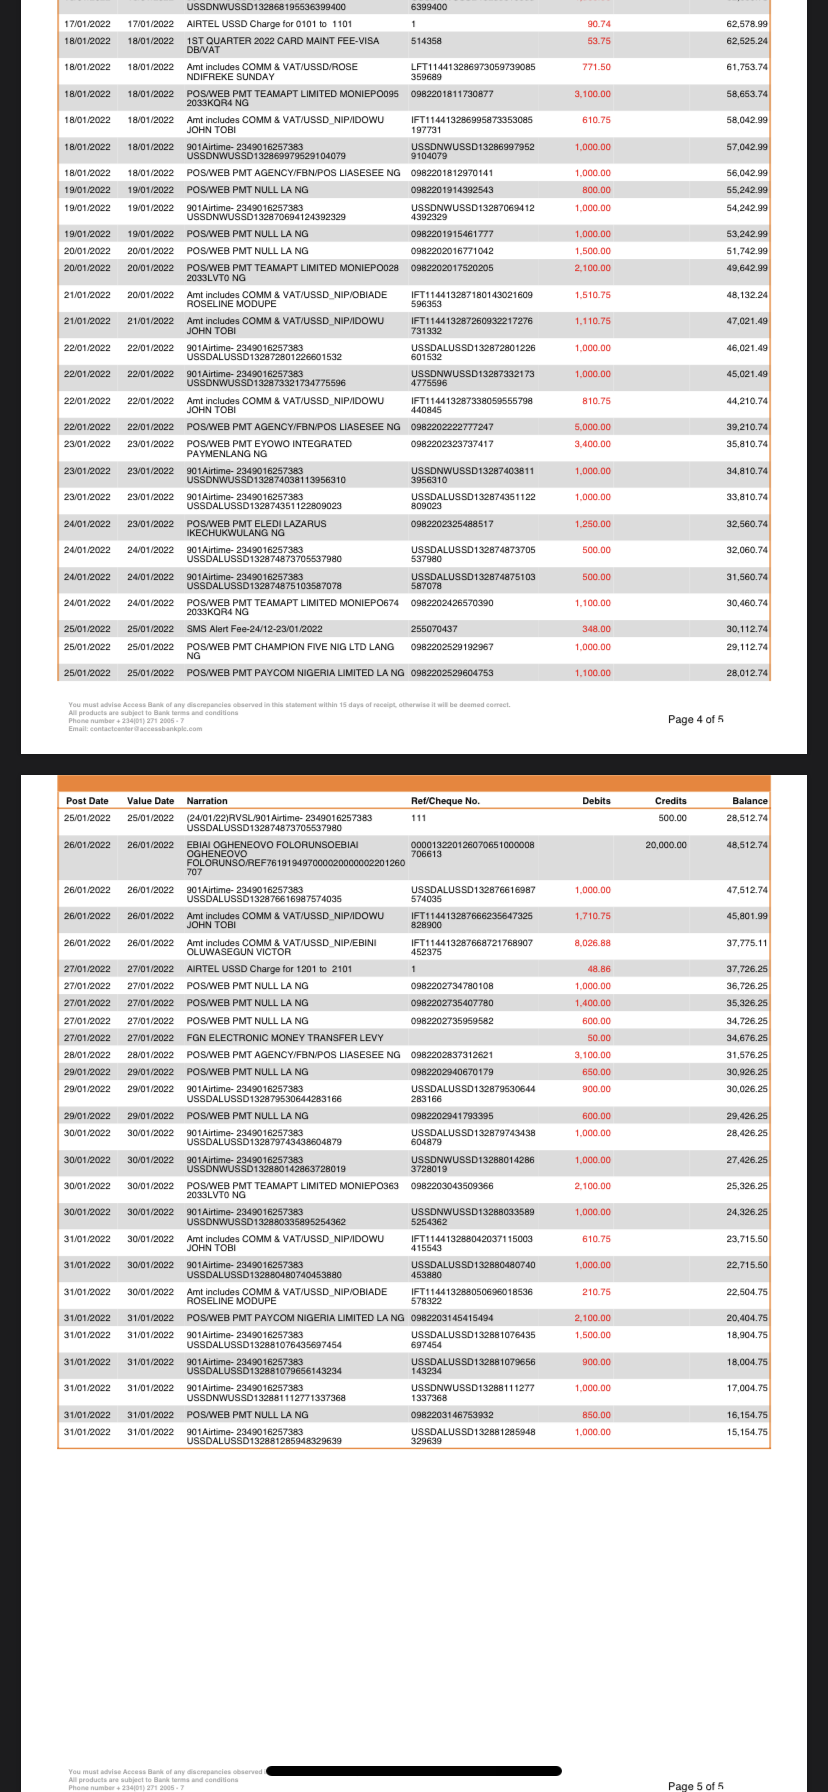 USSDNWUSSD132868195536399400 6399400
17/01/2022 17/01/2022 AIRTEL USSD Charge for 0101 to 1101 1 90.74 62,578.99
18/01/2022 18/01/2022 1ST QUARTER 2022 CARD MAINT FEE-VISA 514358 53.75 62,525.24
DB/VAT
18/01/2022 18/01/2022 Amt includes COMM & VAT/USSD/ROSE LFT114413286973059739085 771.50 61,753.74
NDIFREKE SUNDAY 359689
18/01/2022 18/01/2022 POS/WEB PMT TEAMAPT LIMITED MONIEPO095 0982201811730877 3,100.00 58,653.74
2033KQR4 NG
18/01/2022 18/01/2022 Amt includes COMM & VAT/USSD_NIP/IDOWU IFT114413286995873353085 610.75 58,042.99
JOHN TOBI 197731
18/01/2022 18/01/2022 901Airtime- 2349016257383 USSDNWUSSD13286997952 1,000.00 57,042.99
USSDNWUSSD132869979529104079 9104079
18/01/2022 18/01/2022 POS/WEB PMT AGENCY/FBN/POS LIASESEE NG 0982201812970141 1,000.00 56,042.99
19/01/2022 19/01/2022 POS/WEB PMT NULL LA NG 0982201914392543 800.00 55,242.99
19/01/2022 19/01/2022 901Airtime- 2349016257383 USSDNWUSSD13287069412 1,000.00 54,242.99
USSDNWUSSD132870694124392329 4392329
19/01/2022 19/01/2022 POS/WEB PMT NULL LA NG 0982201915461777 1,000.00 53,242.99
20/01/2022 20/01/2022 POS/WEB PMT NULL LA NG 0982202016771042 1,500.00 51,742.99
20/01/2022 20/01/2022 POS/WEB PMT TEAMAPT LIMITED MONIEPO028 0982202017520205 2,100.00 49,642.99
2033LVT0 NG
21/01/2022 20/01/2022 Amt includes COMM & VAT/USSD_NIP/OBIADE IFT114413287180143021609 1,510.75 48,132.24
ROSELINE MODUPE 596353
21/01/2022 21/01/2022 Amt includes COMM & VAT/USSD_NIP/IDOWU IFT114413287260932217276 1,110.75 47,021.49
JOHN TOBI 731332
22/01/2022 22/01/2022 901Airtime- 2349016257383 USSDALUSSD132872801226 1,000.00 46,021.49
USSDALUSSD132872801226601532 601532
22/01/2022 22/01/2022 901Airtime- 2349016257383 USSDNWUSSD13287332173 1,000.00 45,021.49
USSDNWUSSD132873321734775596 4775596
22/01/2022 22/01/2022 Amt includes COMM & VAT/USSD_NIP/IDOWU IFT114413287338059555798 810.75 44,210.74
JOHN TOBI 440845
22/01/2022 22/01/2022 POS/WEB PMT AGENCY/FBN/POS LIASESEE NG 0982202222777247 5,000.00 39,210.74
23/01/2022 23/01/2022 POS/WEB PMT EYOWO INTEGRATED 0982202323737417 3,400.00 35,810.74
PAYMENLANG NG
23/01/2022 23/01/2022 901Airtime- 2349016257383 USSDNWUSSD13287403811 1,000.00 34,810.74
USSDNWUSSD132874038113956310 3956310
23/01/2022 23/01/2022 901Airtime- 2349016257383 USSDALUSSD132874351122 1,000.00 33,810.74
USSDALUSSD132874351122809023 809023
24/01/2022 23/01/2022 POS/WEB PMT ELEDI LAZARUS 0982202325488517 1,250.00 32,560.74
IKECHUKWULANG NG
24/01/2022 24/01/2022 901Airtime- 2349016257383 USSDALUSSD132874873705 500.00 32,060.74
USSDALUSSD132874873705537980 537980
24/01/2022 24/01/2022 901Airtime- 2349016257383 USSDALUSSD132874875103 500.00 31,560.74
USSDALUSSD132874875103587078 587078
24/01/2022 24/01/2022 POS/WEB PMT TEAMAPT LIMITED MONIEPO674 0982202426570390 1,100.00 30,460.74
2033KQR4 NG
25/01/2022 25/01/2022 SMS Alert Fee-24/12-23/01/2022 255070437 348.00 30,112.74
25/01/2022 25/01/2022 POS/WEB PMT CHAMPION FIVE NIG LTD LANG 0982202529192967 1,000.00 29,112.74
NG
25/01/2022 25/01/2022 POS/WEB PMT PAYCOM NIGERIA LIMITED LA NG 0982202529604753 1,100.00 28,012.74
You must advise Access Bank of any discrepancies observed in this statement within 15 days of receipt, otherwise it will be deemed correct.
All products are subject to Bank terms and conditions
Phone number + 234(01) 271 2005 - 7
Email: contactcenter@accessbankplc.com
Page 4 of 5
Post Date Value Date Narration Ref/Cheque No. Debits Credits Balance
25/01/2022 25/01/2022 (24/01/22)RVSL/901Airtime- 2349016257383 111 500.00 28,512.74
USSDALUSSD132874873705537980
26/01/2022 26/01/2022 EBIAI OGHENEOVO FOLORUNSOEBIAI 000013220126070651000008 20,000.00 48,512.74
OGHENEOVO 706613
FOLORUNSO/REF761919497000020000002201260
707
26/01/2022 26/01/2022 901Airtime- 2349016257383 USSDALUSSD132876616987 1,000.00 47,512.74
USSDALUSSD132876616987574035 574035
26/01/2022 26/01/2022 Amt includes COMM & VAT/USSD_NIP/IDOWU IFT114413287666235647325 1,710.75 45,801.99
JOHN TOBI 828900
26/01/2022 26/01/2022 Amt includes COMM & VAT/USSD_NIP/EBINI IFT114413287668721768907 8,026.88 37,775.11
OLUWASEGUN VICTOR 452375
27/01/2022 27/01/2022 AIRTEL USSD Charge for 1201 to 2101 1 48.86 37,726.25
27/01/2022 27/01/2022 POS/WEB PMT NULL LA NG 0982202734780108 1,000.00 36,726.25
27/01/2022 27/01/2022 POS/WEB PMT NULL LA NG 0982202735407780 1,400.00 35,326.25
27/01/2022 27/01/2022 POS/WEB PMT NULL LA NG 0982202735959582 600.00 34,726.25
27/01/2022 27/01/2022 FGN ELECTRONIC MONEY TRANSFER LEVY 50.00 34,676.25
28/01/2022 28/01/2022 POS/WEB PMT AGENCY/FBN/POS LIASESEE NG 0982202837312621 3,100.00 31,576.25
29/01/2022 29/01/2022 POS/WEB PMT NULL LA NG 0982202940670179 650.00 30,926.25
29/01/2022 29/01/2022 901Airtime- 2349016257383 USSDALUSSD132879530644 900.00 30,026.25
USSDALUSSD132879530644283166 283166
29/01/2022 29/01/2022 POS/WEB PMT NULL LA NG 0982202941793395 600.00 29,426.25
30/01/2022 30/01/2022 901Airtime- 2349016257383 USSDALUSSD132879743438 1,000.00 28,426.25
USSDALUSSD132879743438604879 604879
30/01/2022 30/01/2022 901Airtime- 2349016257383 USSDNWUSSD13288014286 1,000.00 27,426.25
USSDNWUSSD132880142863728019 3728019
30/01/2022 30/01/2022 POS/WEB PMT TEAMAPT LIMITED MONIEPO363 0982203043509366 2,100.00 25,326.25
2033LVT0 NG
30/01/2022 30/01/2022 901Airtime- 2349016257383 USSDNWUSSD13288033589 1,000.00 24,326.25
USSDNWUSSD132880335895254362 5254362
31/01/2022 30/01/2022 Amt includes COMM & VAT/USSD_NIP/IDOWU IFT114413288042037115003 610.75 23,715.50
JOHN TOBI 415543
31/01/2022 30/01/2022 901Airtime- 2349016257383 USSDALUSSD132880480740 1,000.00 22,715.50
USSDALUSSD132880480740453880 453880
31/01/2022 30/01/2022 Amt includes COMM & VAT/USSD_NIP/OBIADE IFT114413288050696018536 210.75 22,504.75
ROSELINE MODUPE 578322
31/01/2022 31/01/2022 POS/WEB PMT PAYCOM NIGERIA LIMITED LA NG 0982203145415494 2,100.00 20,404.75
31/01/2022 31/01/2022 901Airtime- 2349016257383 USSDALUSSD132881076435 1,500.00 18,904.75
USSDALUSSD132881076435697454 697454
31/01/2022 31/01/2022 901Airtime- 2349016257383 USSDALUSSD132881079656 900.00 18,004.75
USSDALUSSD132881079656143234 143234
31/01/2022 31/01/2022 901Airtime- 2349016257383 USSDNWUSSD13288111277 1,000.00 17,004.75
USSDNWUSSD132881112771337368 1337368
31/01/2022 31/01/2022 POS/WEB PMT NULL LA NG 0982203146753932 850.00 16,154.75
31/01/2022 31/01/2022 901Airtime- 2349016257383 USSDALUSSD132881285948 1,000.00 15,154.75
USSDALUSSD132881285948329639 329639
You must advise Access Bank of any discrepancies observed
All products are subject to Bank terms and conditions
Phone number + 234(01) 271 2005 - 7
Page 5 of 5